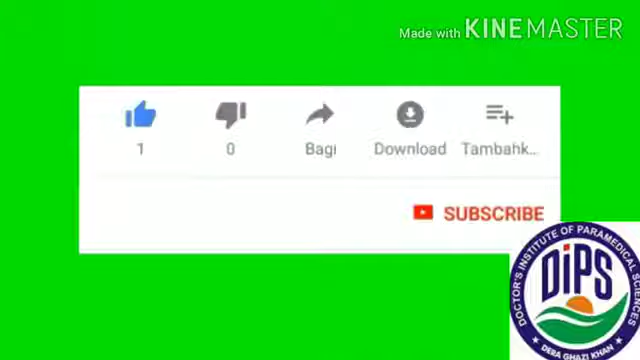 Made with KINEMASTER
1 0 Bagi Download Tambahk...
SUBSCRIBE
DOCTOR'S INSTITUTE OF PARAMEDICAL SCIENCES
DiPS
DERA GHAZI KHAN